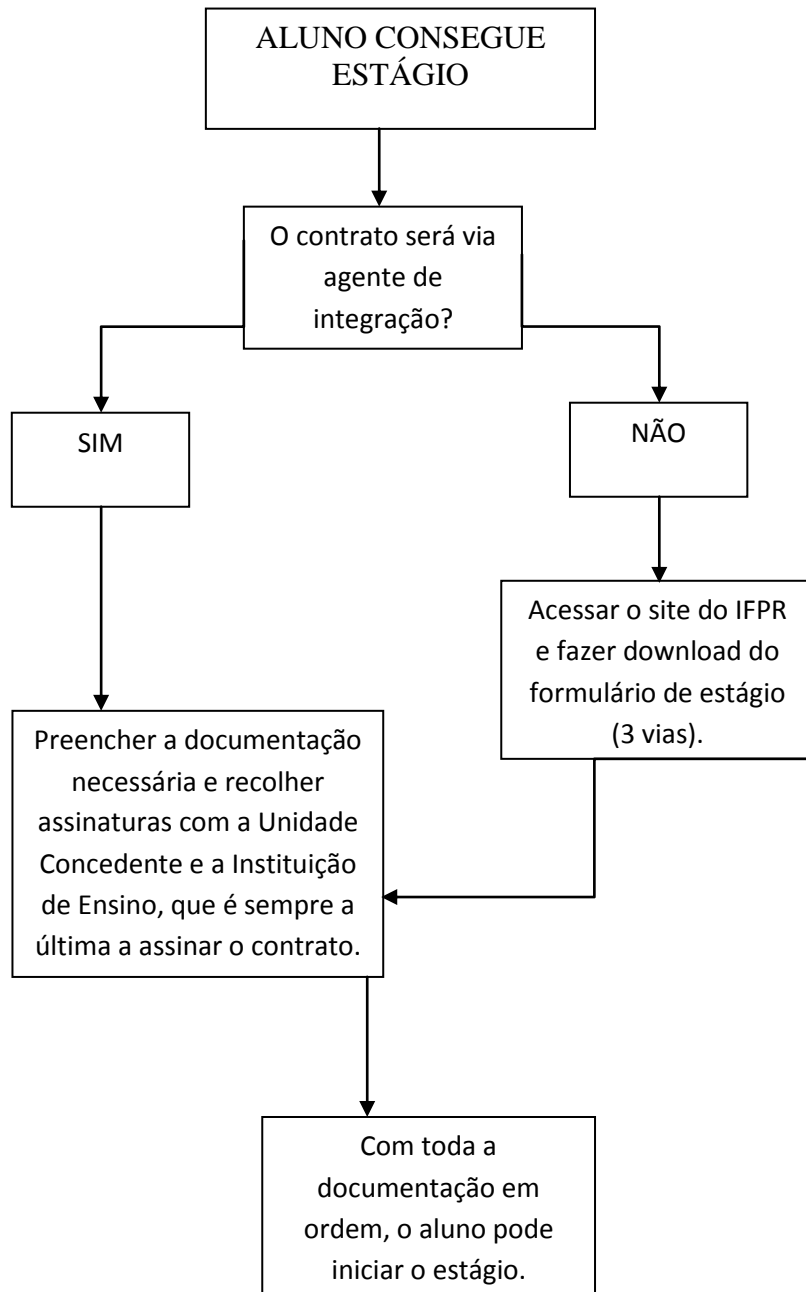 ALUNO CONSEGUE
ESTÁGIO
O contrato será via
agente de
integração?
SIM
NÃO
Acessar o site do IFPR
e fazer download do
formulário de estágio
(3 vias).
Preencher a documentação
necessária e recolher
assinaturas com a Unidade
Concedente e a Instituição
de Ensino, que é sempre a
última a assinar o contrato.
Com toda a
documentação em
ordem, o aluno pode
iniciar o estágio.